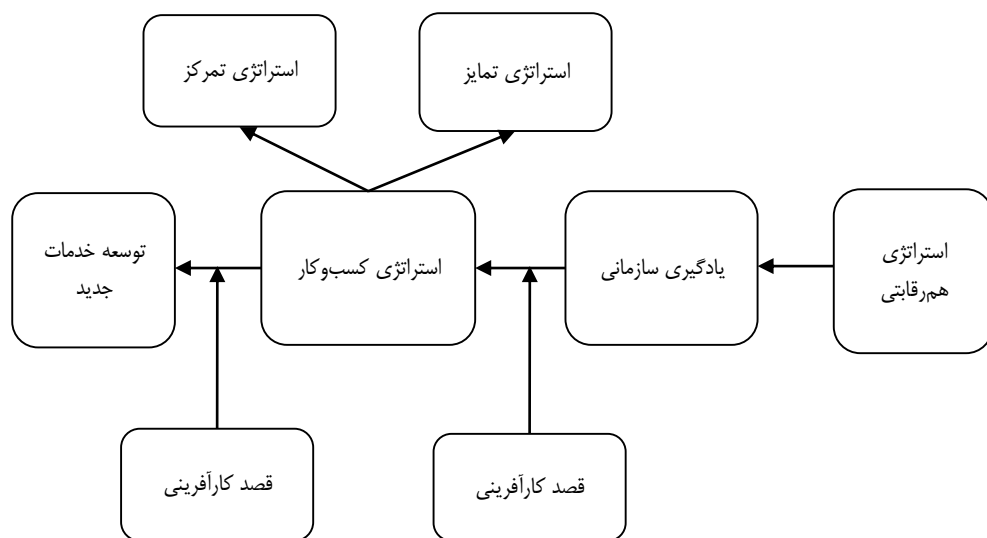 استراتژی تمایز
استراتژی تمرکز
استراتژی
هم‌رقابتی
یادگیری سازمانی
استراتژی کسب‌وکار
توسعه خدمات
جدید
قصد کارآفرینی
قصد کارآفرینی